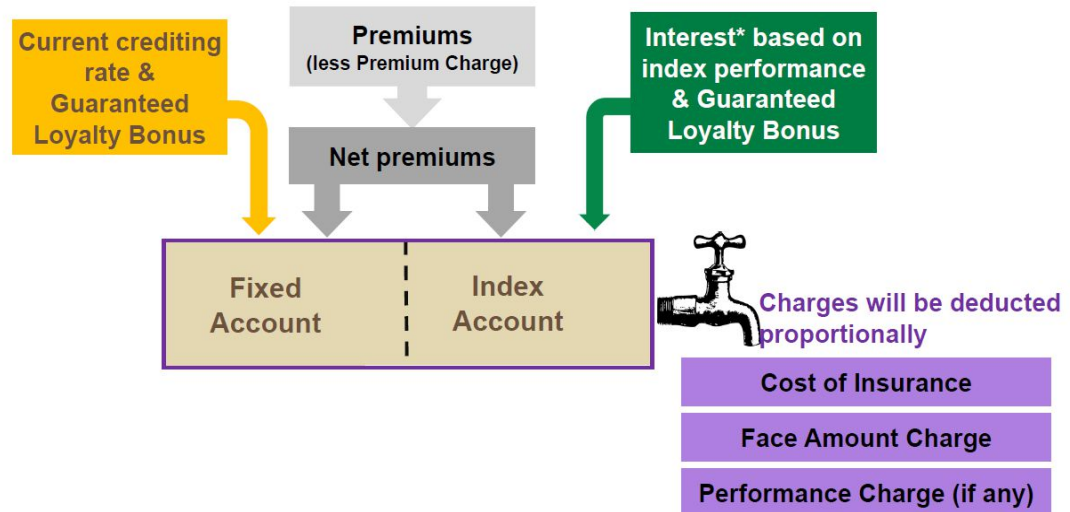 Current crediting
rate &
Guaranteed
Loyalty Bonus
Premiums
(less Premium Charge)
Interest* based on
index performance
& Guaranteed
Loyalty Bonus
Net premiums
Fixed
Account
Index
Account
Charges will be deducted
proportionally
Cost of Insurance
Face Amount Charge
Performance Charge (if any)